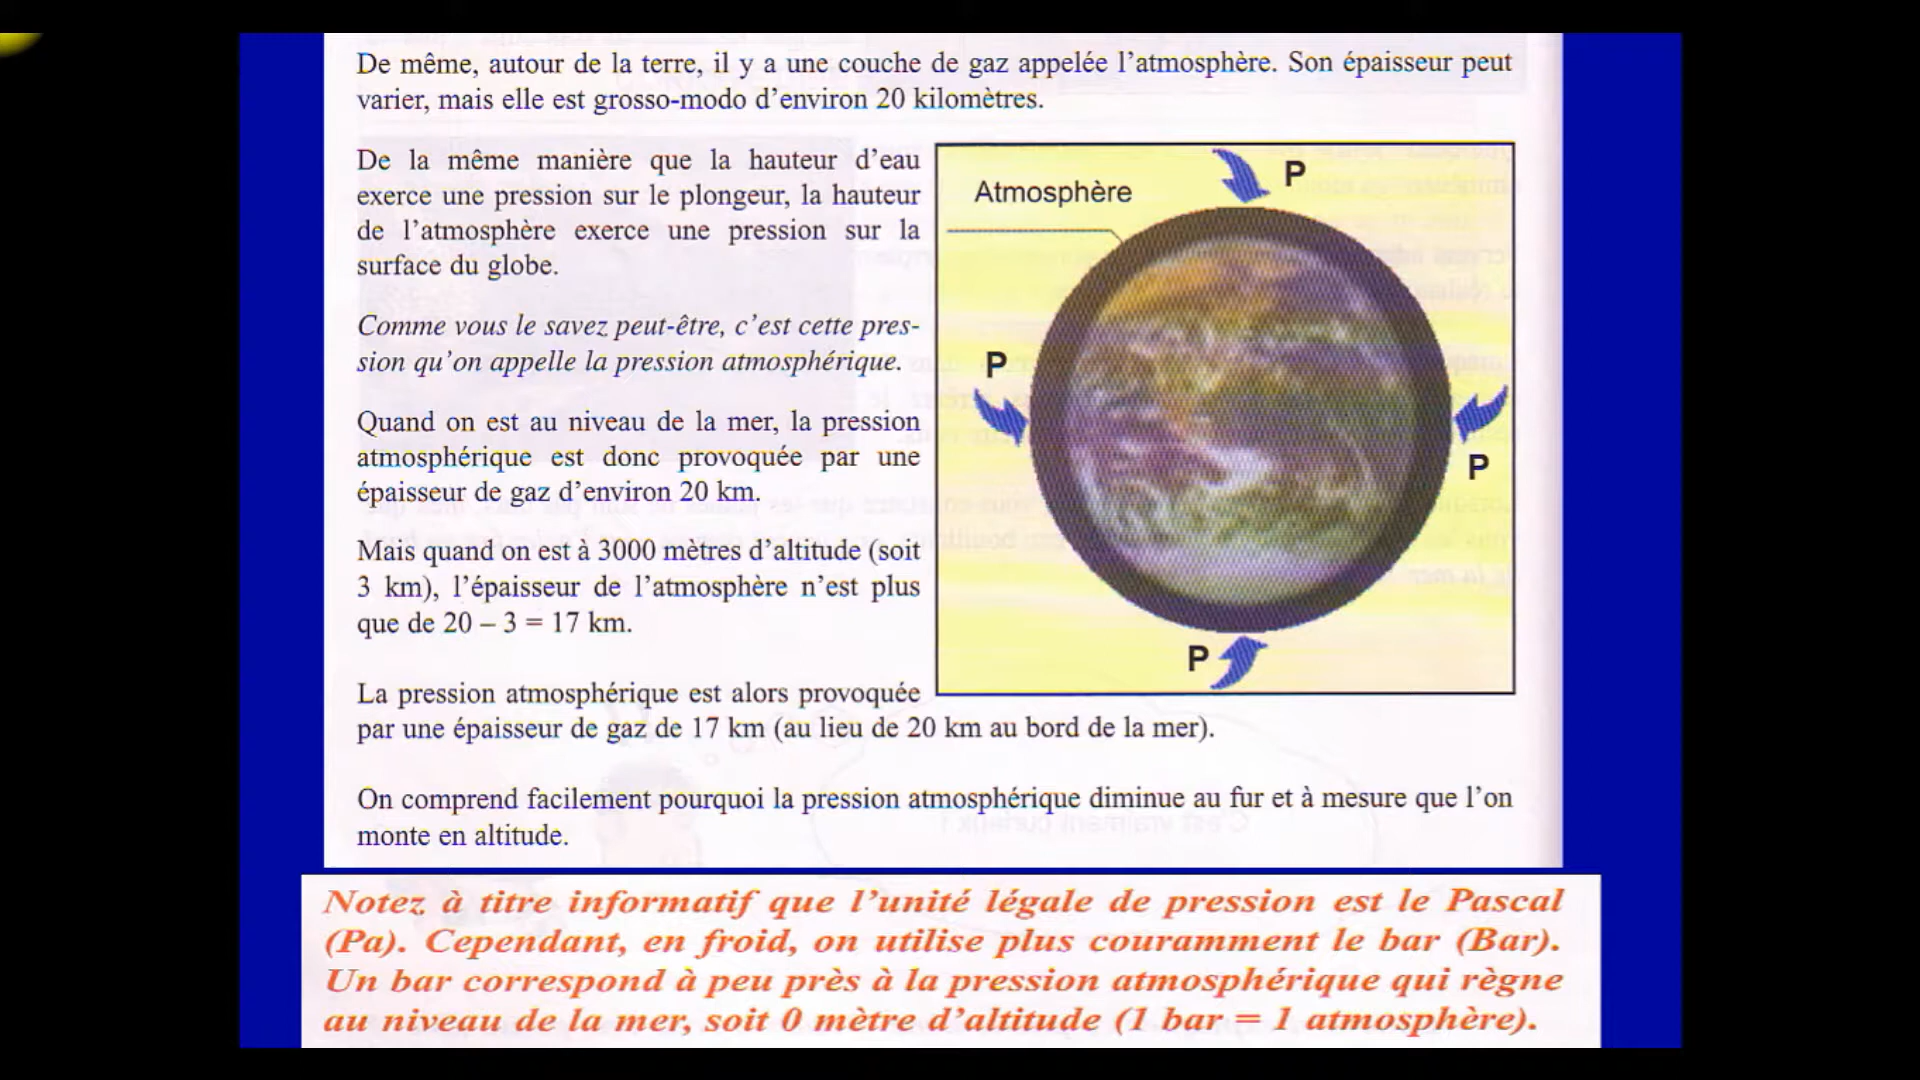 De même, autour de la terre, il y a une couche de gaz appelée l’atmosphère. Son épaisseur peut
varier, mais elle est grosso-modo d’environ 20 kilomètres.
De la même manière que la hauteur d’eau
exerce une pression sur le plongeur, la hauteur
de l’atmosphère exerce une pression sur la
surface du globe.
Comme vous le savez peut-être, c’est cette pres-
sion qu’on appelle la pression atmosphérique.
Quand on est au niveau de la mer, la pression
atmosphérique est donc provoquée par une
épaisseur de gaz d’environ 20 km.
Mais quand on est à 3000 mètres d’altitude (soit
3 km), l’épaisseur de l’atmosphère n’est plus
que de 20 – 3 = 17 km.
La pression atmosphérique est alors provoquée
par une épaisseur de gaz de 17 km (au lieu de 20 km au bord de la mer).
On comprend facilement pourquoi la pression atmosphérique diminue au fur et à mesure que l’on
monte en altitude.
Atmosphère
P
P
P
P
Notez à titre informatif que l’unité légale de pression est le Pascal
(Pa). Cependant, en froid, on utilise plus couramment le bar (Bar).
Un bar correspond à peu près à la pression atmosphérique qui règne
au niveau de la mer, soit 0 mètre d’altitude (1 bar = 1 atmosphère).